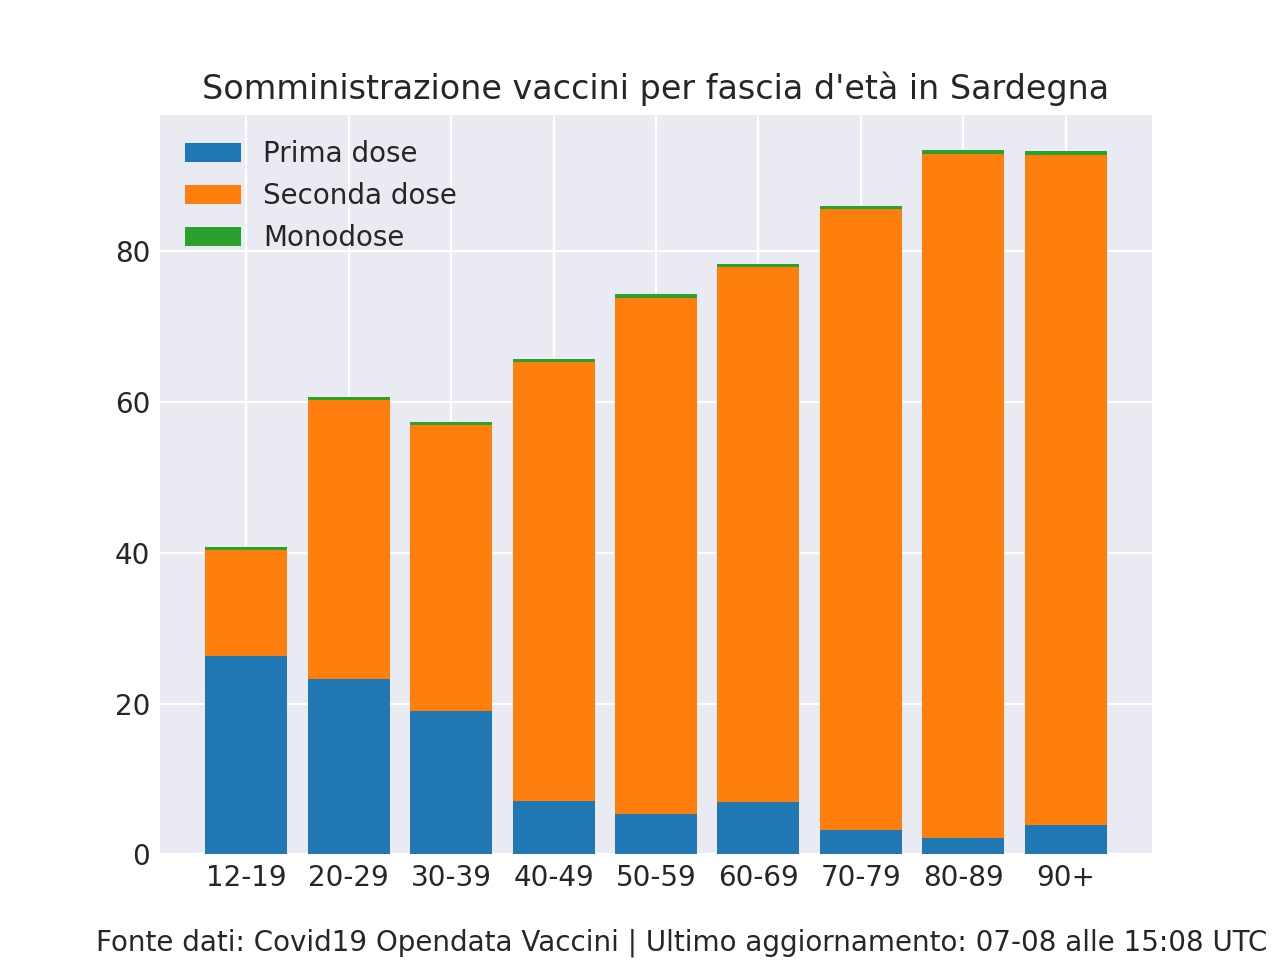 Somministrazione vaccini per fascia d'età in Sardegna
Prima dose
Seconda dose
Monodose
80
60
40
20
0
12-19 20-29 30-39 40-49 50-59 60-69 70-79 80-89 90+
Fonte dati: Covid19 Opendata Vaccini | Ultimo aggiornamento: 07-08 alle 15:08 UTC